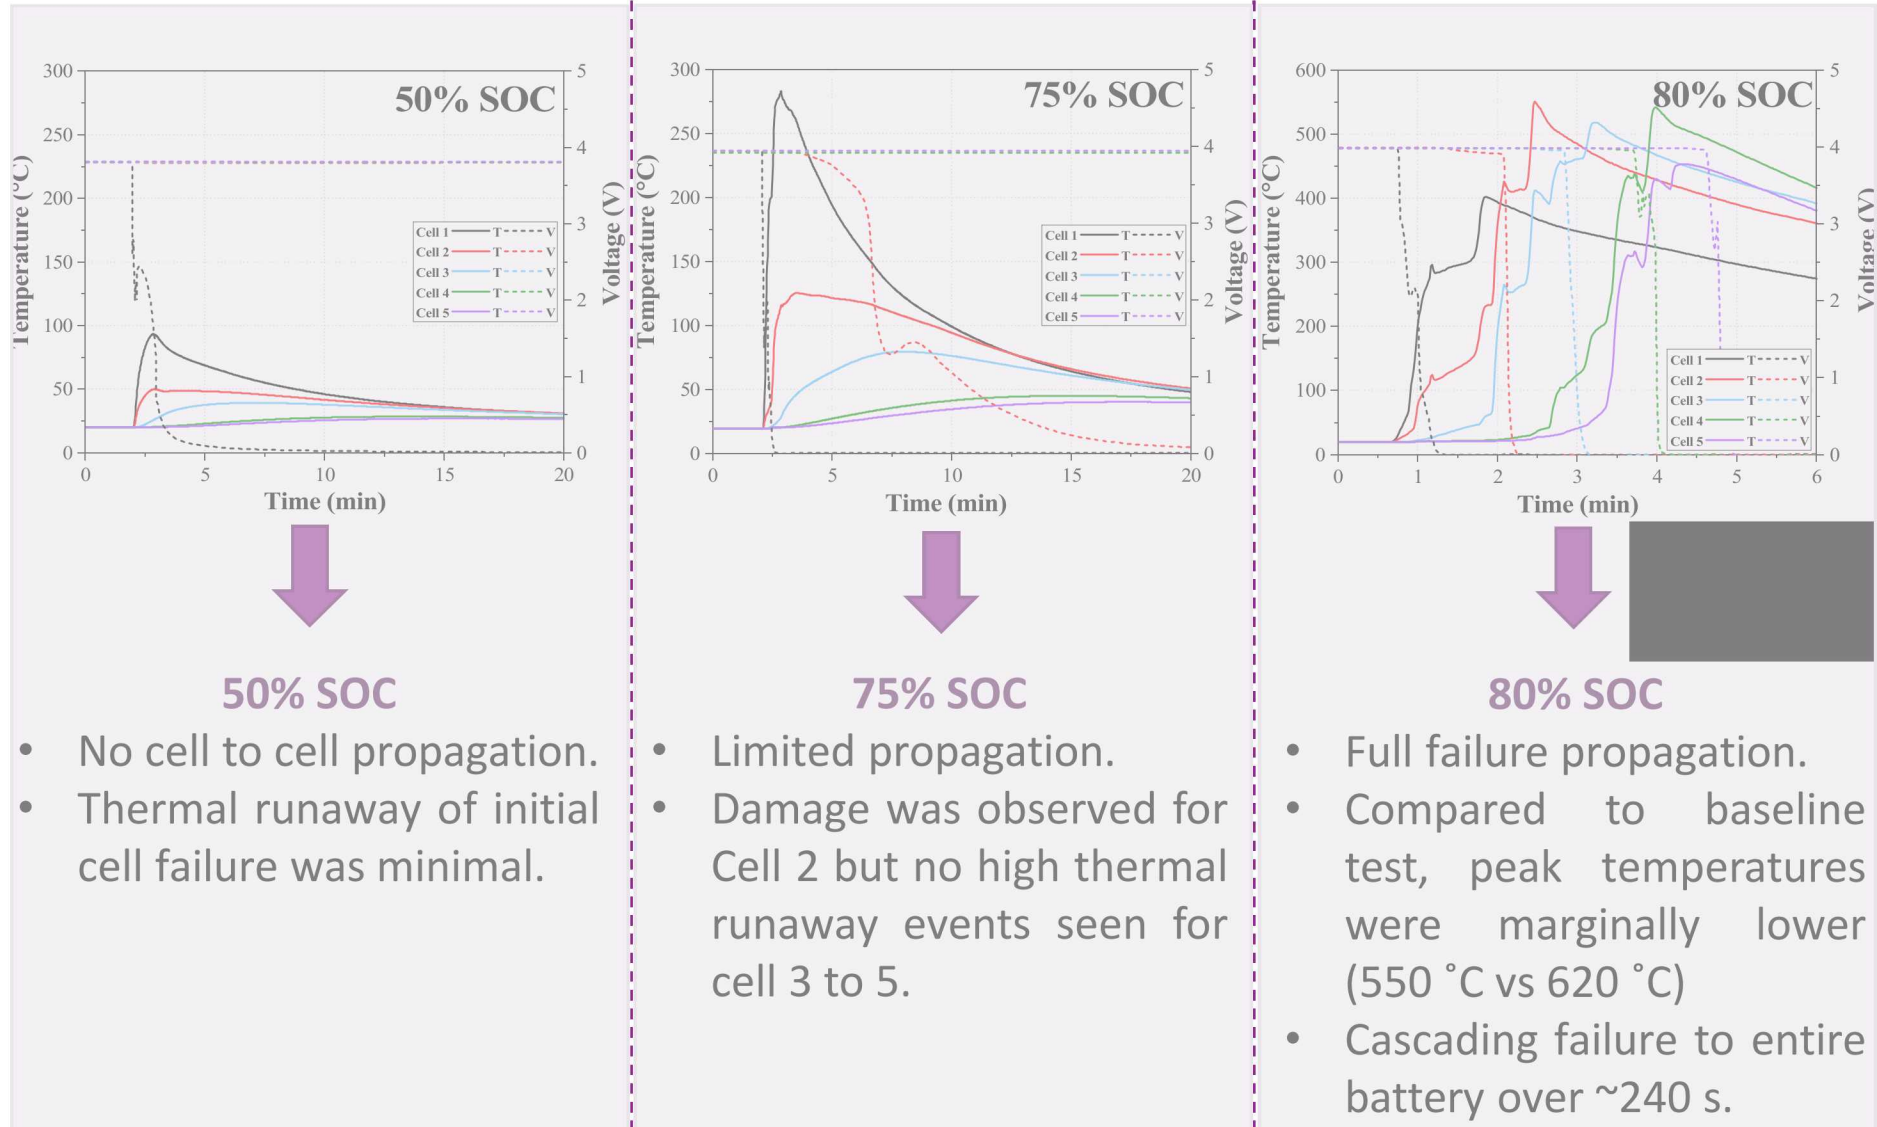 50% SOC
300
250
200
150
100
50
0
0 5 10 15 20
5
4
3
2
1
0
Temperature (°C)
Voltage (V)
Time (min)
Cell 1 T V
Cell 2 T V
Cell 3 T V
Cell 4 T V
Cell 5 T V
75% SOC
300
250
200
150
100
50
0
0 5 10 15 20
5
4
3
2
1
0
Temperature (°C)
Voltage (V)
Time (min)
Cell 1 T V
Cell 2 T V
Cell 3 T V
Cell 4 T V
Cell 5 T V
80% SOC
600
500
400
300
200
100
0
0 1 2 3 4 5 6
5
4
3
2
1
0
Temperature (°C)
Voltage (V)
Time (min)
Cell 1 T V
Cell 2 T V
Cell 3 T V
Cell 4 T V
Cell 5 T V
50% SOC
• No cell to cell propagation.
• Thermal runaway of initial
cell failure was minimal.
75% SOC
• Limited propagation.
• Damage was observed for
Cell 2 but no high thermal
runaway events seen for
cell 3 to 5.
80% SOC
• Full failure propagation.
• Compared to baseline
test, peak temperatures
were marginally lower
(550 ˚C vs 620 ˚C)
• Cascading failure to entire
battery over ~240 s.